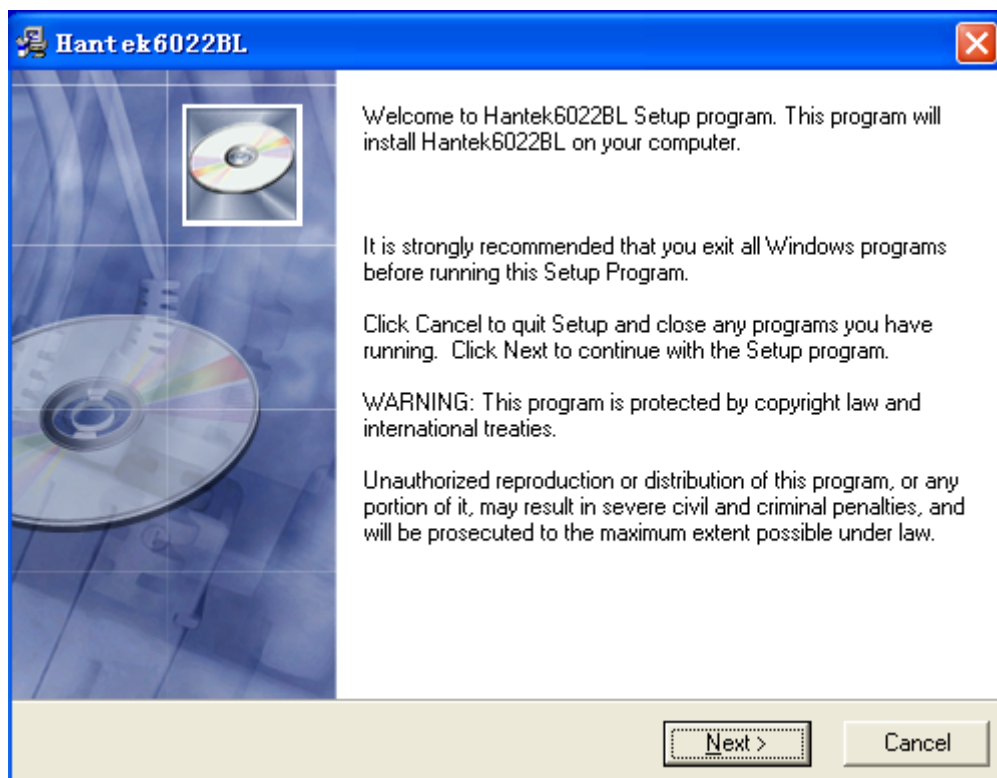 Hantek6022BL
Welcome to Hantek6022BL Setup program. This program will
install Hantek6022BL on your computer.
It is strongly recommended that you exit all Windows programs
before running this Setup Program.
Click Cancel to quit Setup and close any programs you have
running.  Click Next to continue with the Setup program.
WARNING: This program is protected by copyright law and
international treaties.
Unauthorized reproduction or distribution of this program, or any
portion of it, may result in severe civil and criminal penalties, and
will be prosecuted to the maximum extent possible under law.
Next >
Cancel